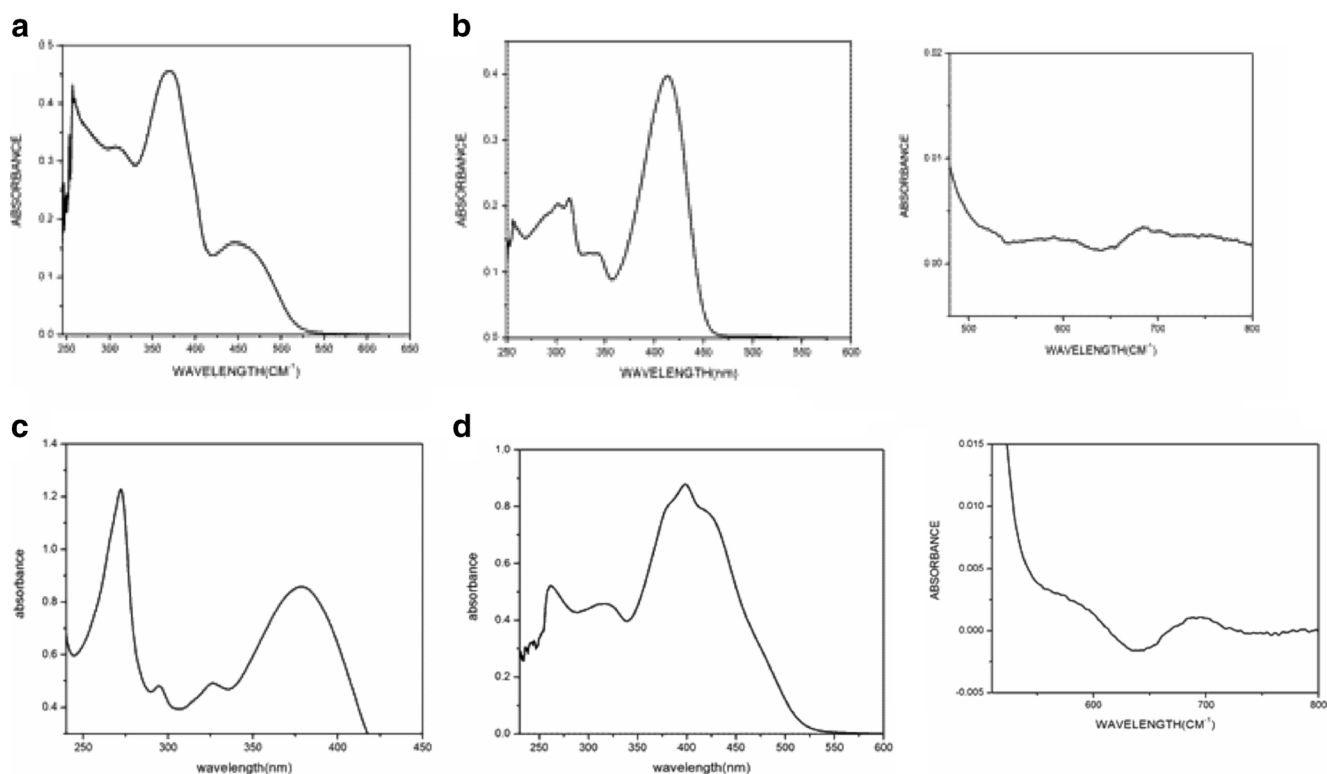 a
0.5
0.4
0.3
0.2
0.1
0.0
ABSORBANCE
250 300 350 400 450 500 550 600 650
WAVELENGTH(CM⁻¹)
b
0.4
0.3
0.2
0.1
ABSORBANCE
250 300 350 400 450 500 550 600
WAVELENGTH(nm)
0.02
0.01
0.00
ABSORBANCE
500 600 700 800
WAVELENGTH(CM⁻¹)
c
1.4
1.2
1.0
0.8
0.6
0.4
absorbance
250 300 350 400 450
wavelength(nm)
d
1.0
0.8
0.6
0.4
0.2
0.0
absorbance
250 300 350 400 450 500 550 600
wavelength(nm)
0.015
0.010
0.005
0.000
-0.005
ABSORBANCE
600 700 800
WAVELENGTH(CM⁻¹)